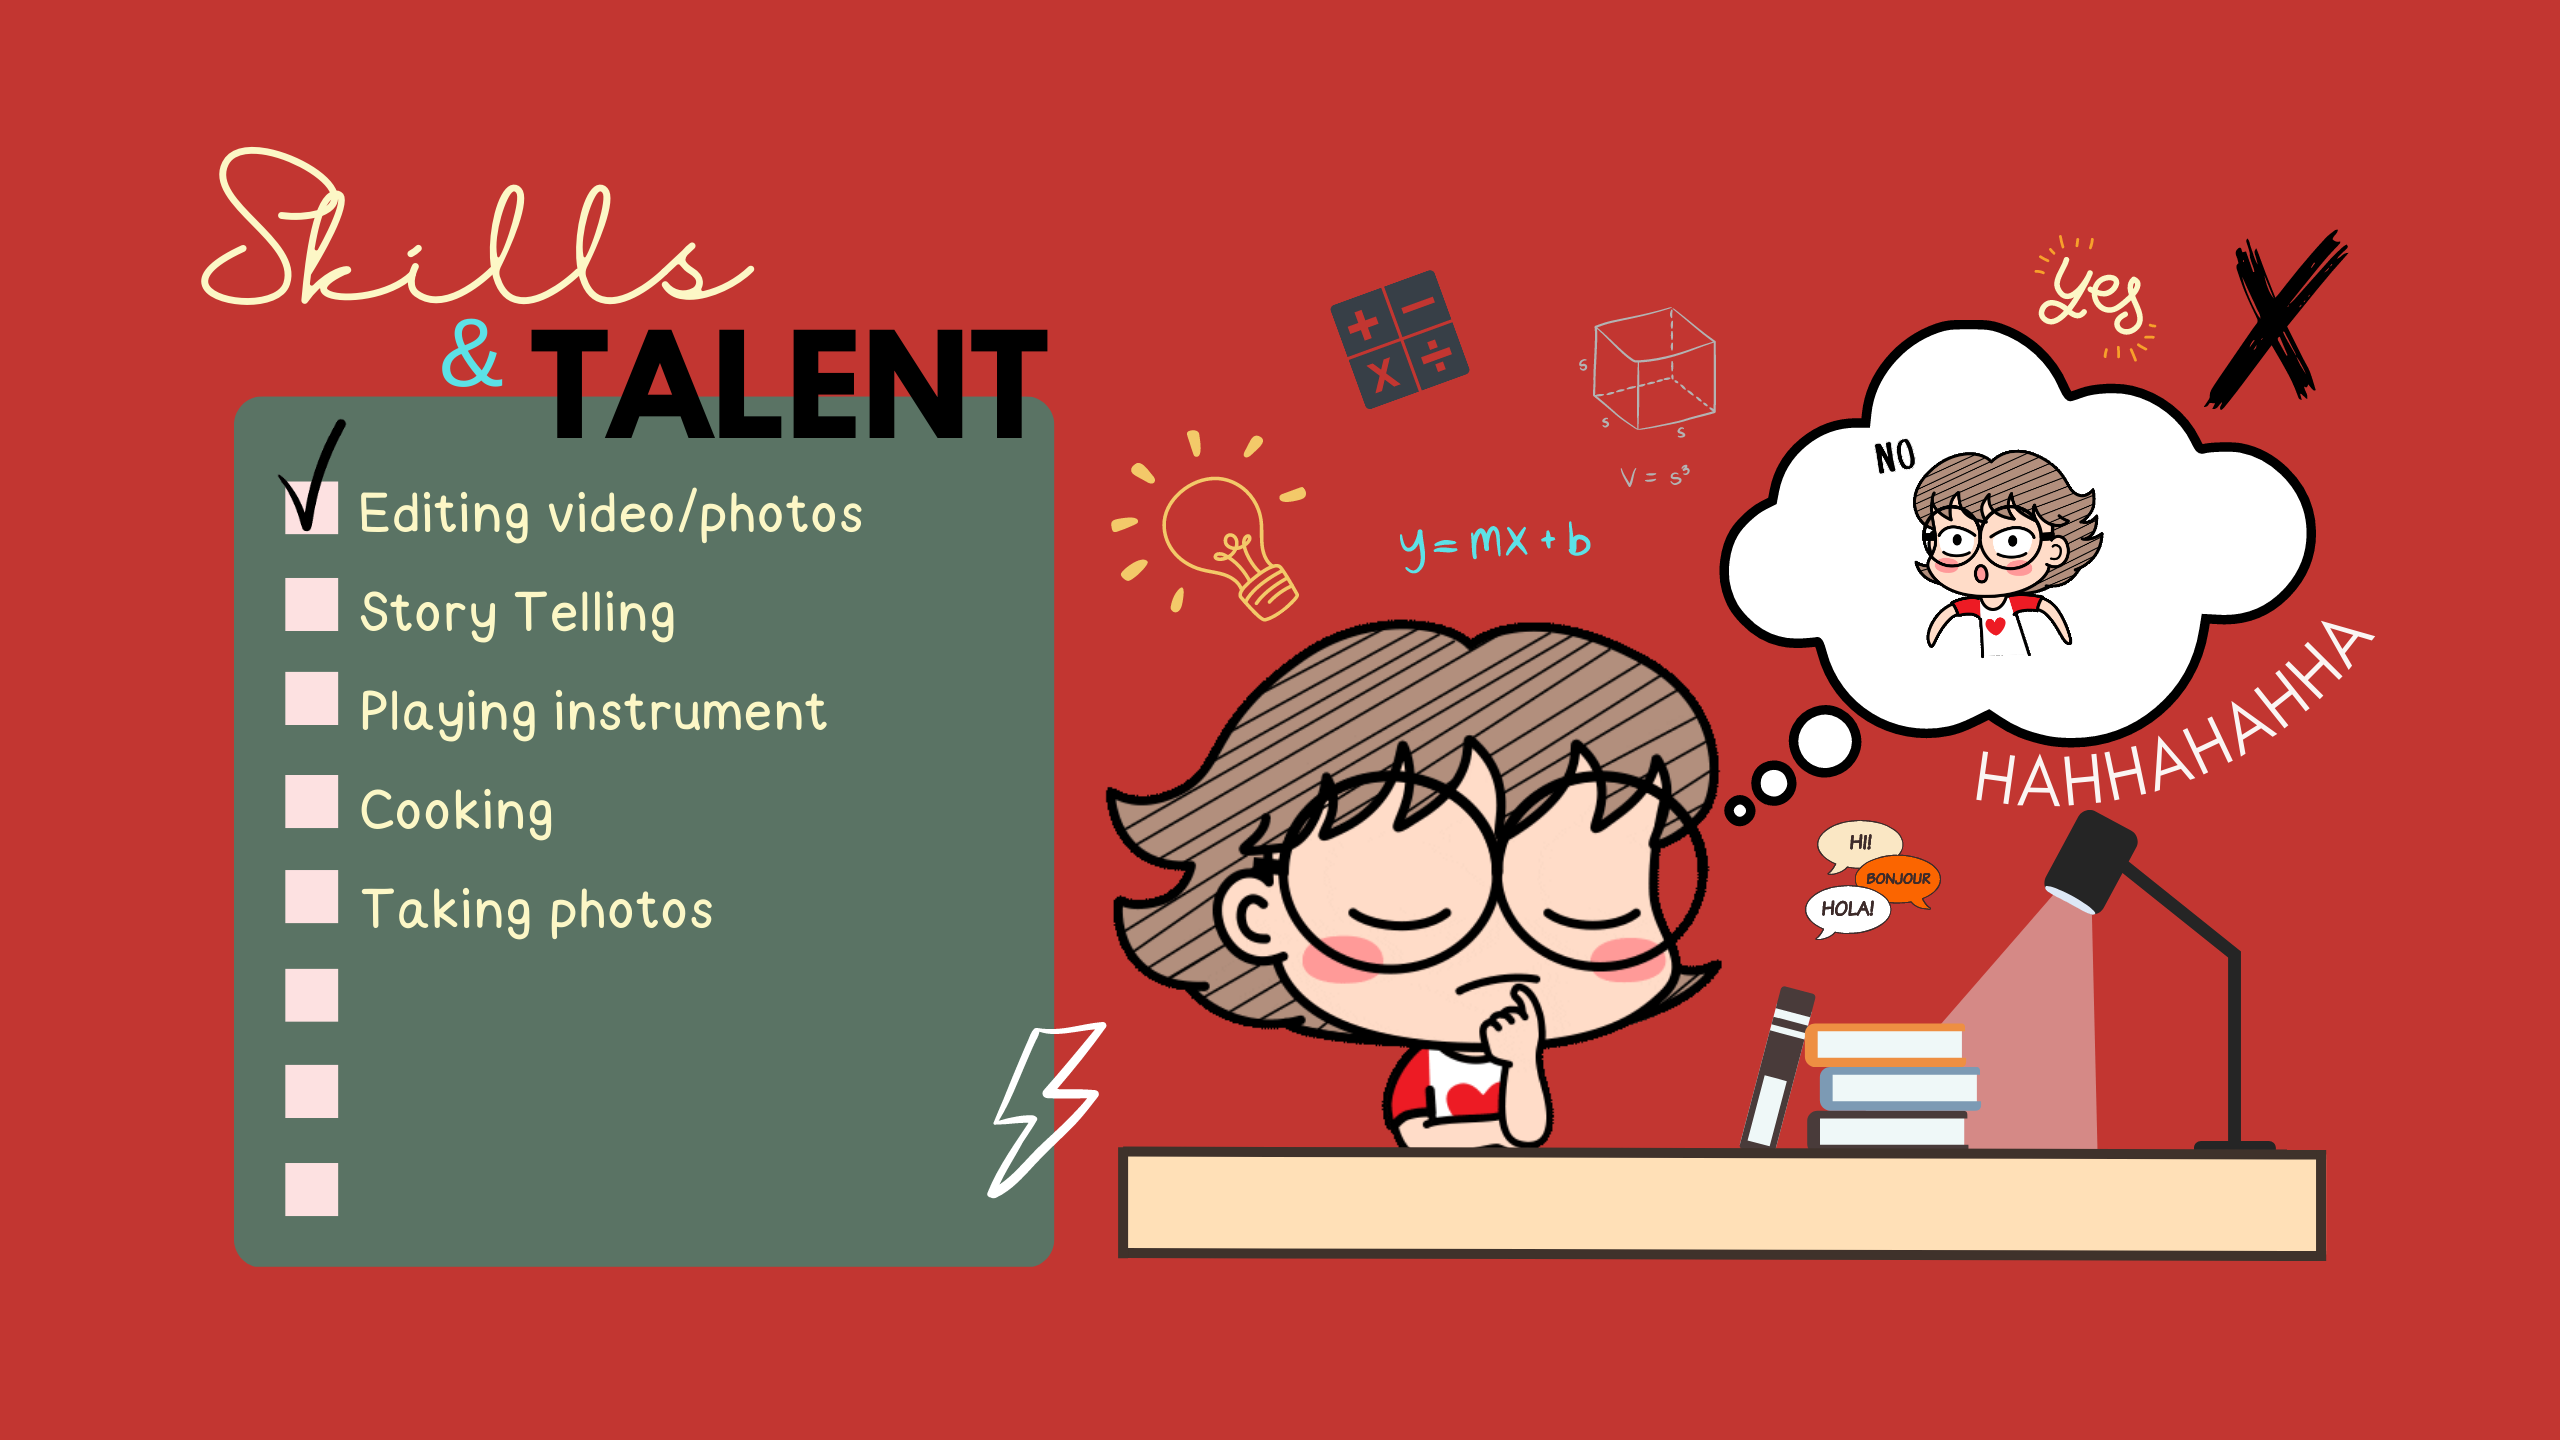 Skills
& TALENT
Editing video/photos
Story Telling
Playing instrument
Cooking
Taking photos
+ −
x ÷
s
s
s
V = s³
y = mx + b
yes
X
NO
HAHHAHAHHA
HI!
BONJOUR
HOLA!